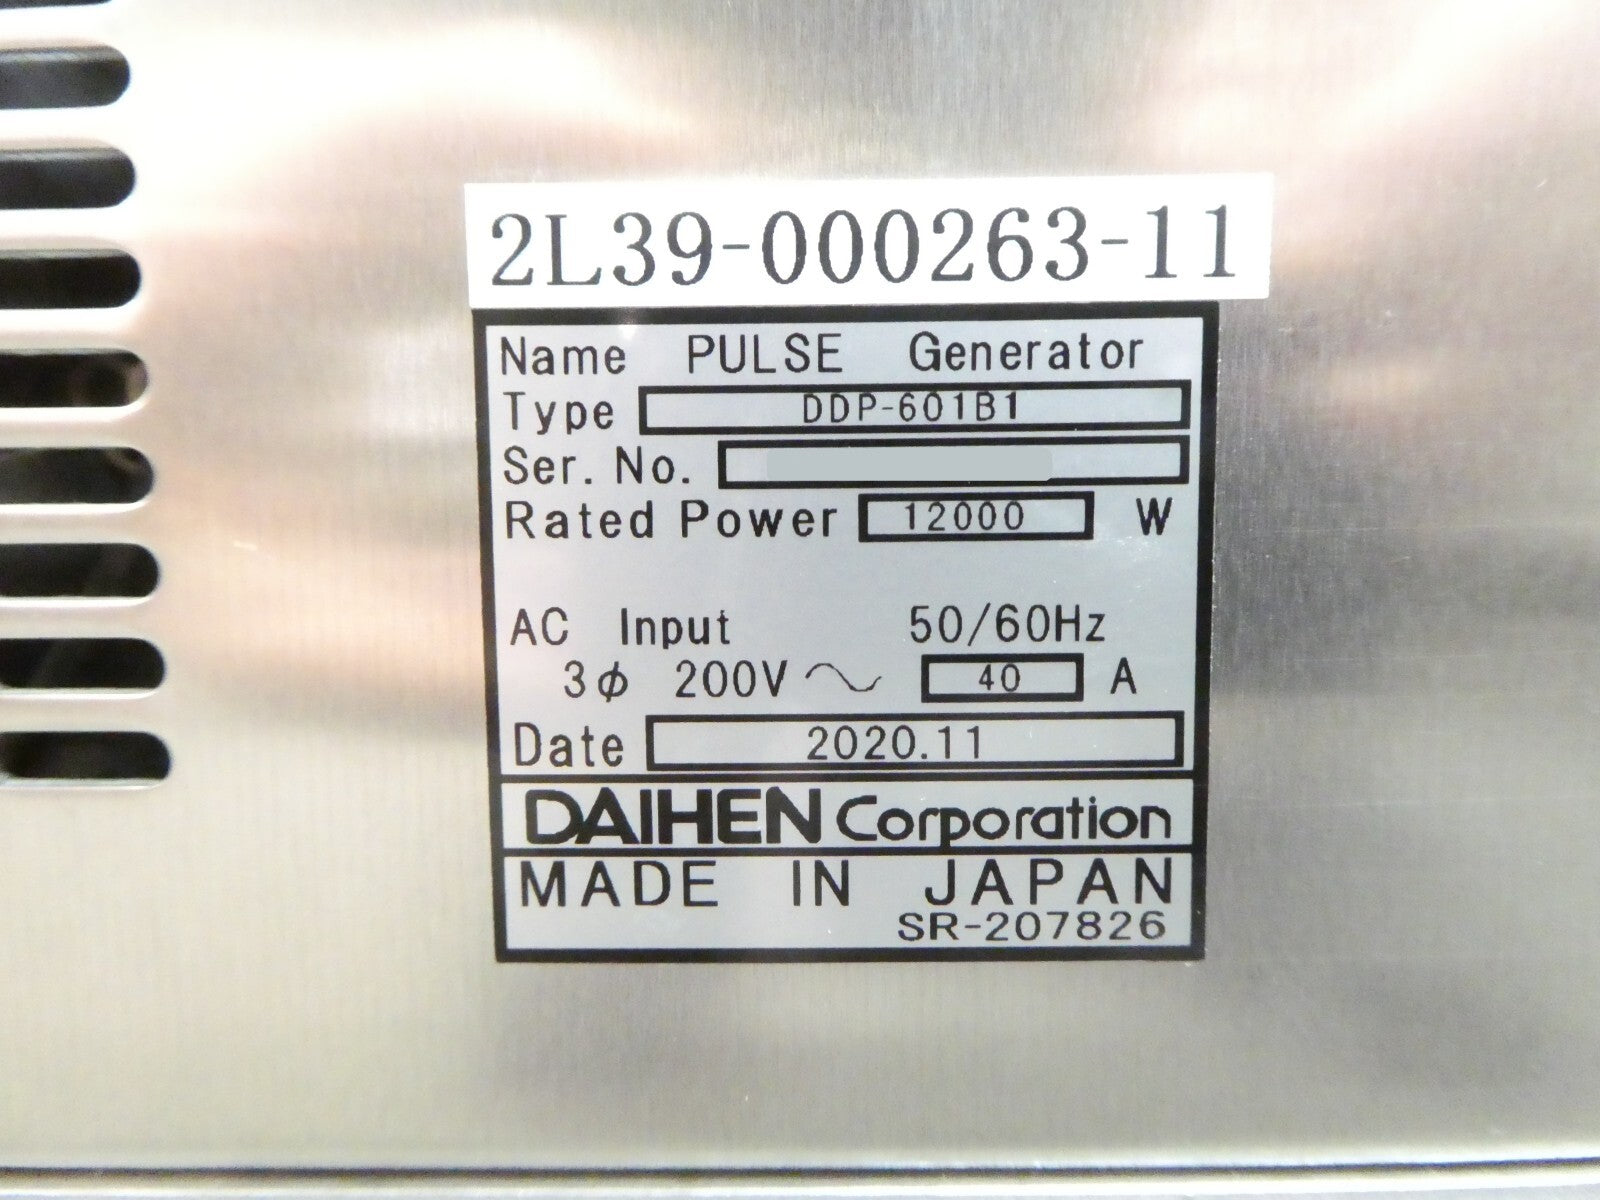 2L39-000263-11
Name PULSE Generator
Type DDP-601B1
Ser. No.
Rated Power 12000 W
AC Input 50/60Hz
3φ 200V 40 A
Date 2020.11
DAIHEN Corporation
MADE IN JAPAN
SR-207826